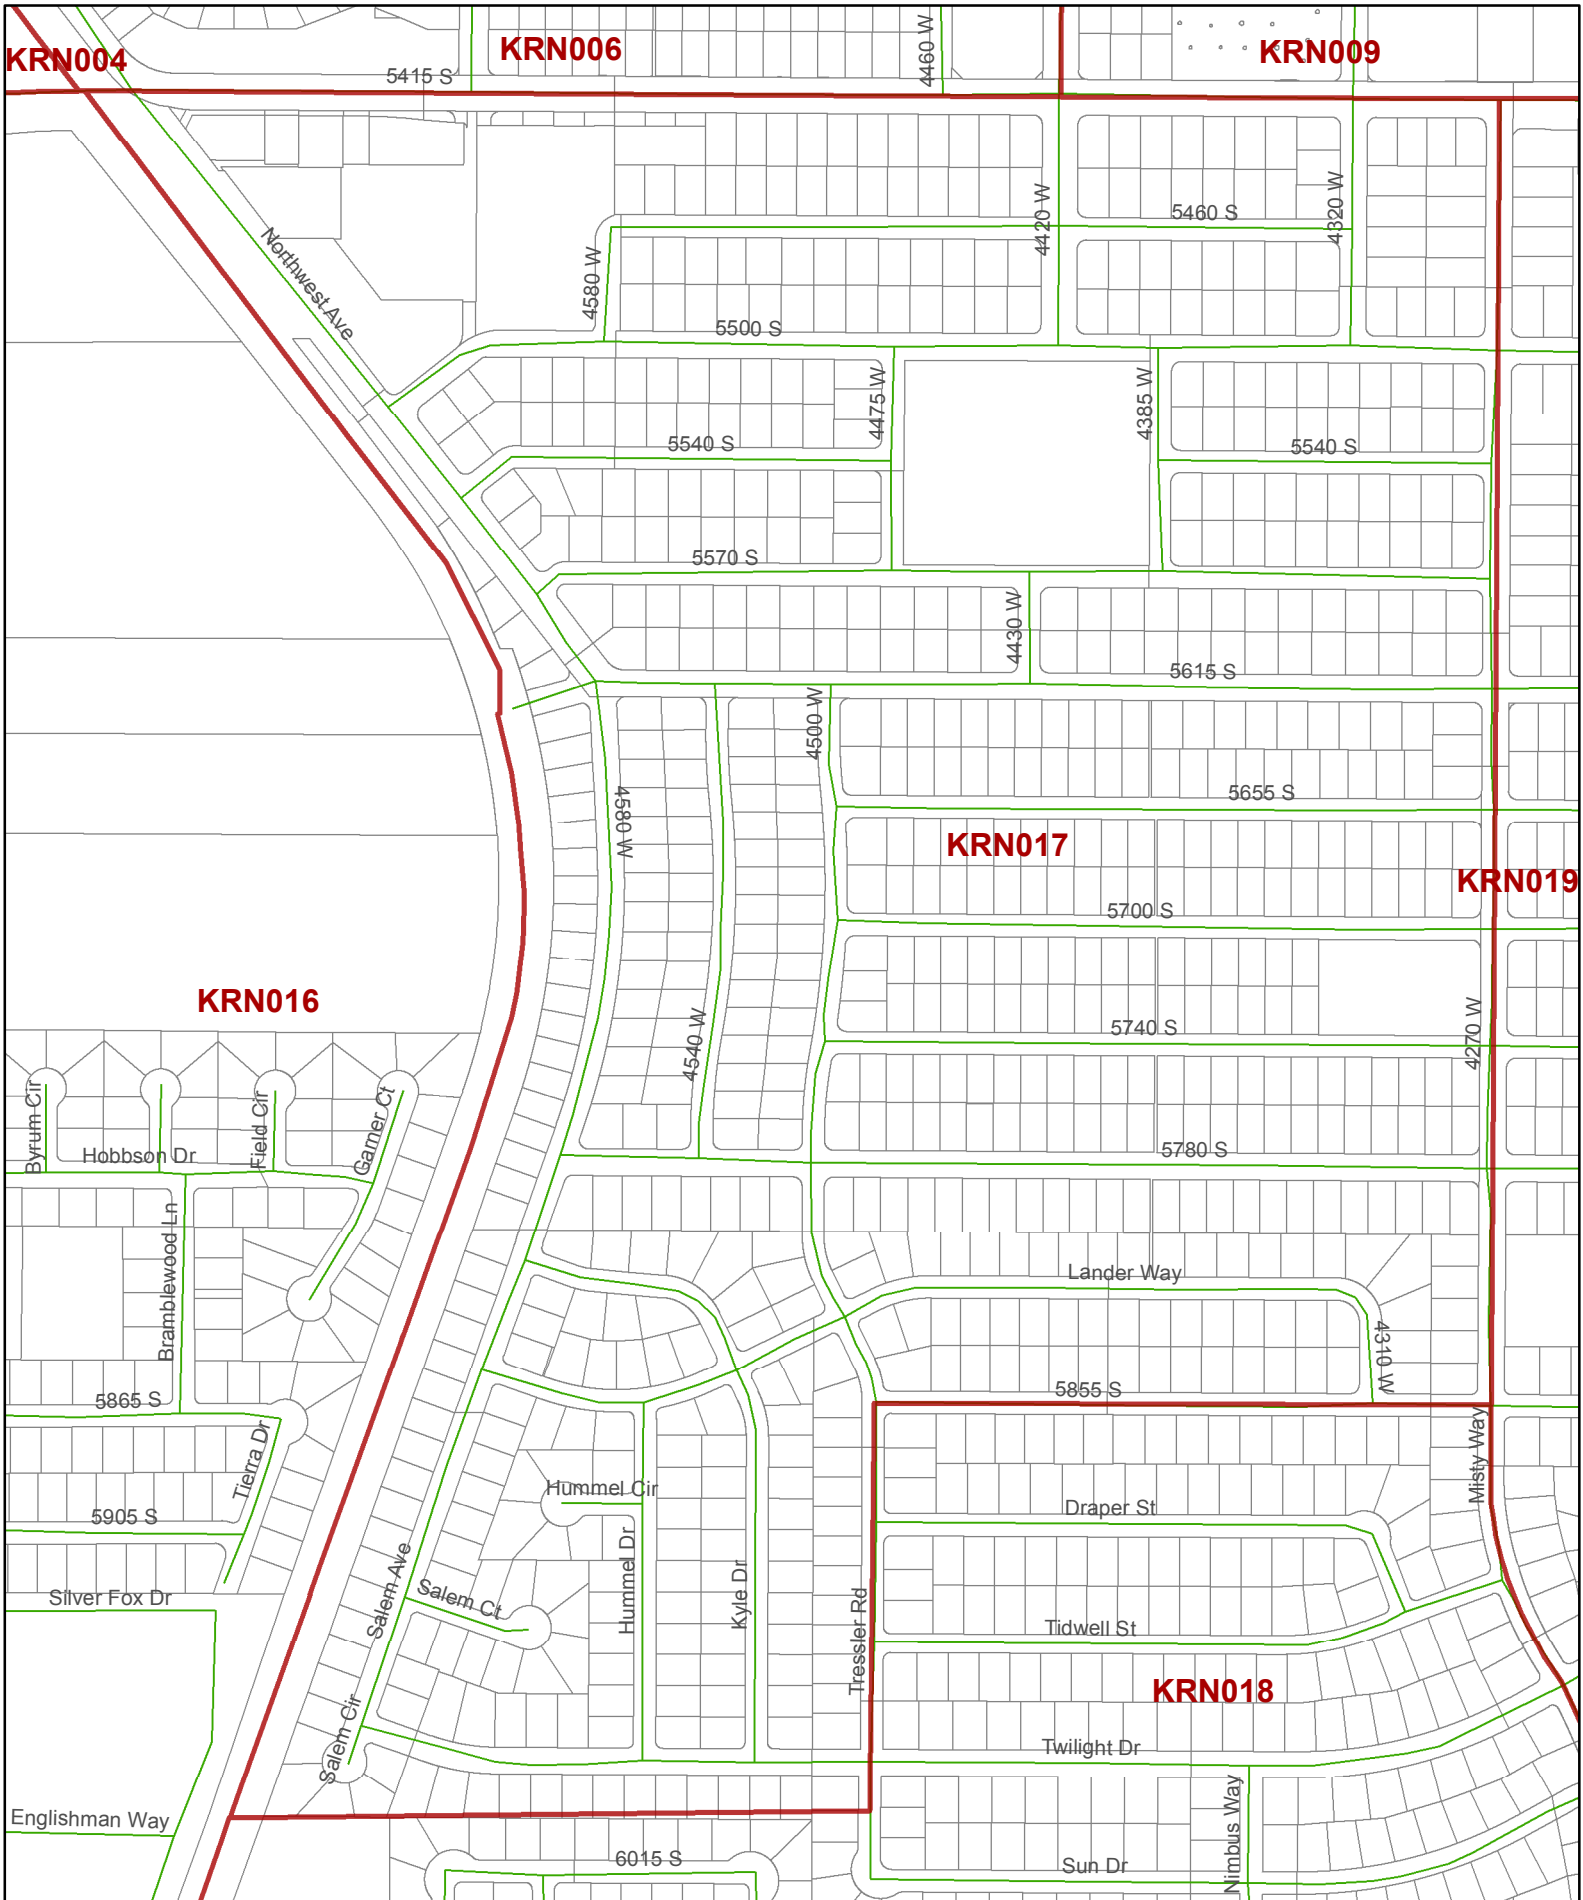 KRN004
KRN006
KRN009
5415 S
4460 W
4420 W
5460 S
4320 W
Northwest Ave
4580 W
5500 S
4475 W
4385 W
5540 S
5540 S
5570 S
4430 W
5615 S
4500 W
4580 W
5655 S
KRN017
KRN019
5700 S
KRN016
4540 W
5740 S
4270 W
Byrum Cir
Hobbson Dr
Field Cir
Garner Ct
5780 S
Bramblewood Ln
Lander Way
4310 W
5865 S
5855 S
Tierra Dr
Misty Way
Hummel Cir
Draper St
5905 S
Salem Ave
Hummel Dr
Kyle Dr
Silver Fox Dr
Salem Ct
Tressler Rd
Tidwell St
KRN018
Salem Cir
Twilight Dr
Nimbus Way
Englishman Way
6015 S
Sun Dr